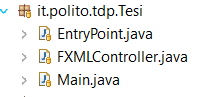 it.polito.tdp.Tesi
EntryPoint.java
FXMLController.java
Main.java